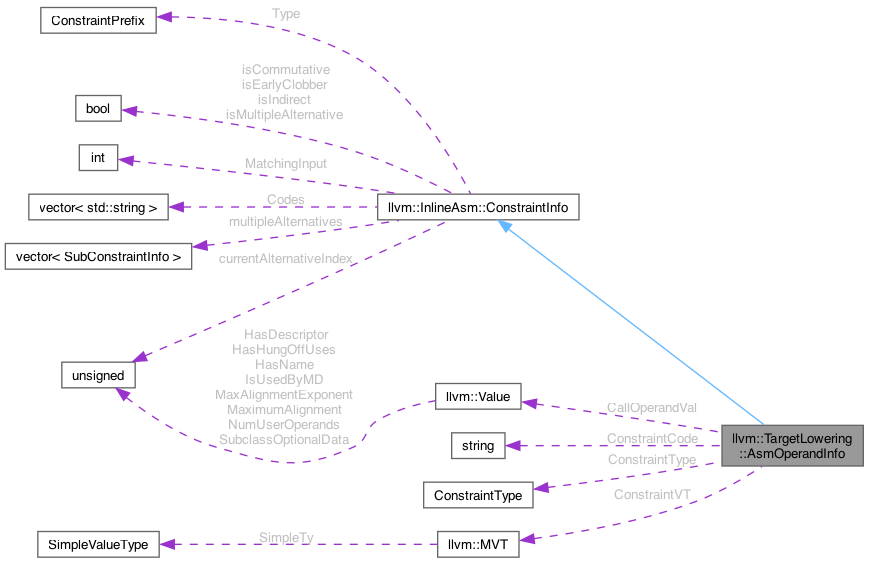 ConstraintPrefix
Type
isCommutative
isEarlyClobber
isIndirect
isMultipleAlternative
bool
int
MatchingInput
vector< std::string >
Codes
llvm::InlineAsm::ConstraintInfo
multipleAlternatives
vector< SubConstraintInfo >
currentAlternativeIndex
HasDescriptor
HasHungOffUses
HasName
IsUsedByMD
MaxAlignmentExponent
MaximumAlignment
NumUserOperands
SubclassOptionalData
unsigned
llvm::Value
CallOperandVal
string
ConstraintCode
llvm::TargetLowering
::AsmOperandInfo
ConstraintType
ConstraintType
ConstraintVT
SimpleValueType
SimpleTy
llvm::MVT